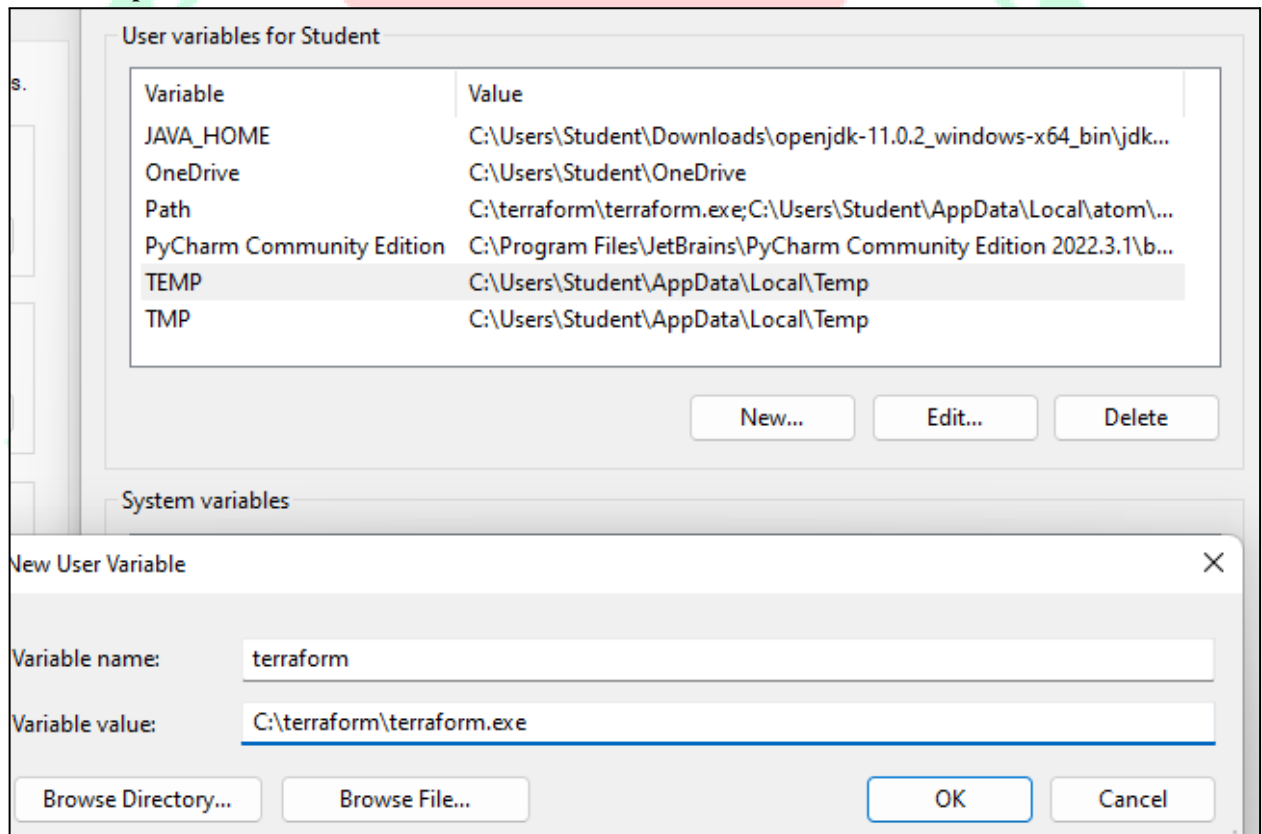 User variables for Student
s.
Variable Value
JAVA_HOME C:\Users\Student\Downloads\openjdk-11.0.2_windows-x64_bin\jdk...
OneDrive C:\Users\Student\OneDrive
Path C:\terraform\terraform.exe;C:\Users\Student\AppData\Local\atom\...
PyCharm Community Edition C:\Program Files\JetBrains\PyCharm Community Edition 2022.3.1\b...
TEMP C:\Users\Student\AppData\Local\Temp
TMP C:\Users\Student\AppData\Local\Temp
New... Edit... Delete
System variables
New User Variable
Variable name: terraform
Variable value: C:\terraform\terraform.exe
Browse Directory... Browse File... OK Cancel